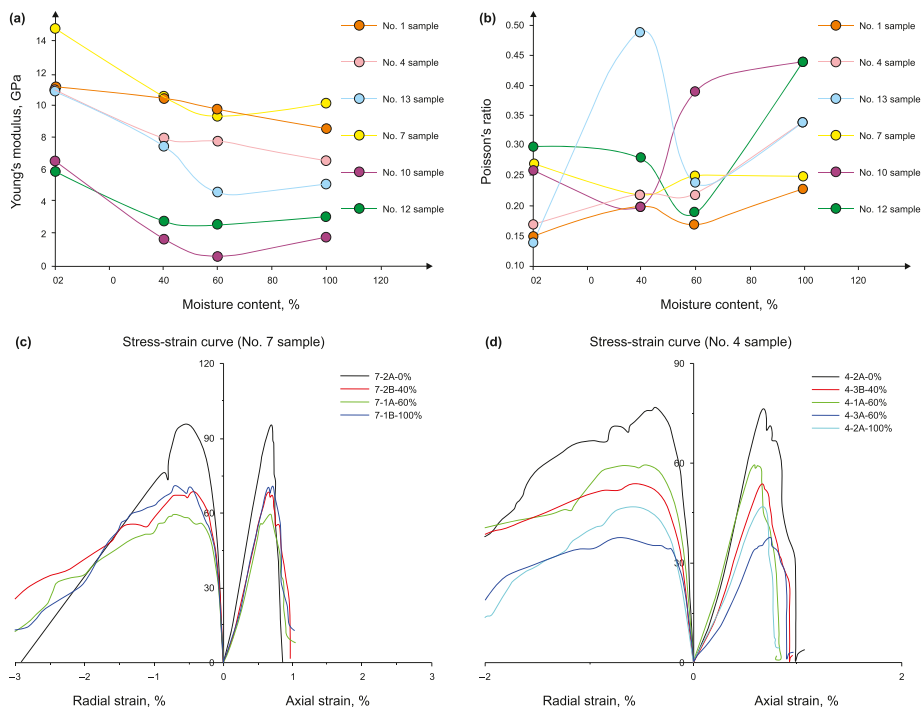 (a)
Young's modulus, GPa
14
12
10
8
6
4
2
0
02
0
20
40
60
80
100
120
Moisture content, %
No. 1 sample
No. 4 sample
No. 13 sample
No. 7 sample
No. 10 sample
No. 12 sample
(b)
Poisson's ratio
0.50
0.45
0.40
0.35
0.30
0.25
0.20
0.15
0.10
02
0
20
40
60
80
100
120
Moisture content, %
No. 1 sample
No. 4 sample
No. 13 sample
No. 7 sample
No. 10 sample
No. 12 sample
(c)
Stress-strain curve (No. 7 sample)
120
90
60
30
0
7-2A-0%
7-2B-40%
7-1A-60%
7-1B-100%
–3
–2
–1
0
1
2
3
Radial strain, %
Axial strain, %
(d)
Stress-strain curve (No. 4 sample)
90
60
30
0
4-2A-0%
4-3B-40%
4-1A-60%
4-3A-60%
4-2A-100%
–2
0
2
Radial strain, %
Axial strain, %